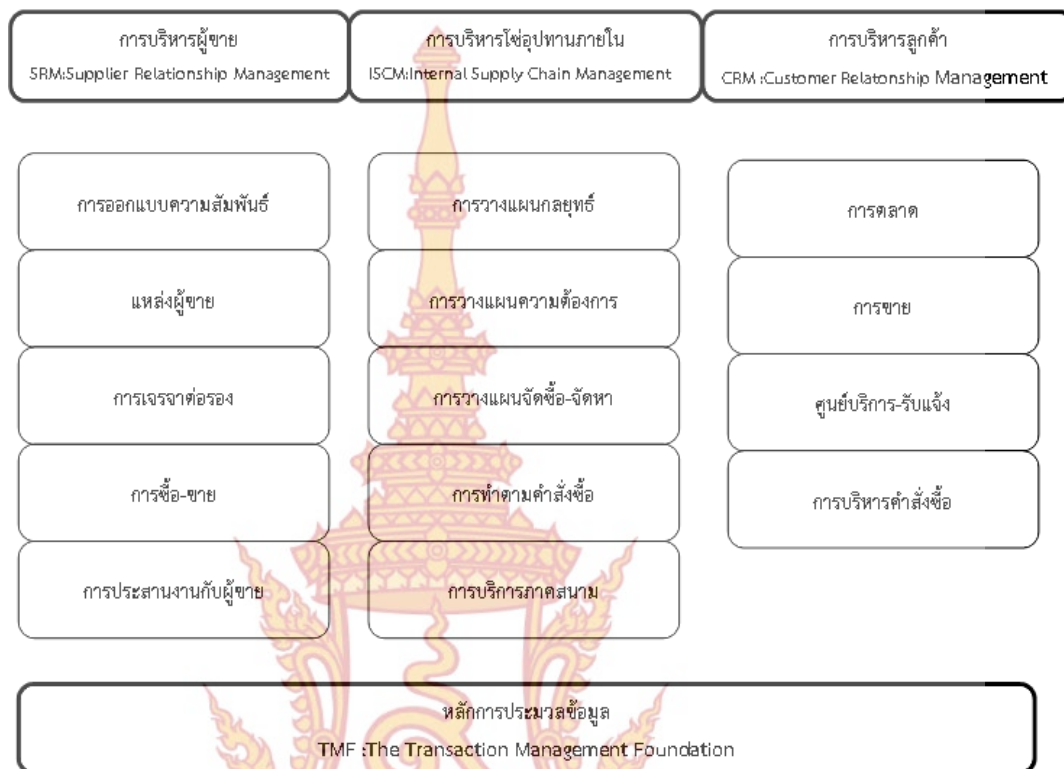 การบริหารผู้ขาย
SRM:Supplier Relationship Management
การบริหารโซ่อุปทานภายใน
ISCM:Internal Supply Chain Management
การบริหารลูกค้า
CRM :Customer Relatonship Management
การออกแบบความสัมพันธ์
แหล่งผู้ขาย
การเจรจาต่อรอง
การซื้อ-ขาย
การประสานงานกับผู้ขาย
การวางแผนกลยุทธ์
การวางแผนความต้องการ
การวางแผนจัดซื้อ-จัดหา
การทำตามคำสั่งซื้อ
การบริการภาคสนาม
การตลาด
การขาย
ศูนย์บริการ-รับแจ้ง
การบริหารคำสั่งซื้อ
หลักการประมวลข้อมูล
TMF :The Transaction Management Foundation